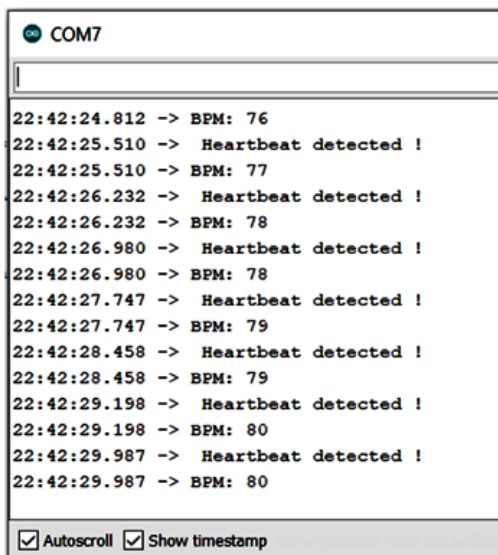 COM7
22:42:24.812 -> BPM: 76
22:42:25.510 ->  Heartbeat detected !
22:42:25.510 -> BPM: 77
22:42:26.232 ->  Heartbeat detected !
22:42:26.232 -> BPM: 78
22:42:26.980 ->  Heartbeat detected !
22:42:26.980 -> BPM: 78
22:42:27.747 ->  Heartbeat detected !
22:42:27.747 -> BPM: 79
22:42:28.458 ->  Heartbeat detected !
22:42:28.458 -> BPM: 79
22:42:29.198 ->  Heartbeat detected !
22:42:29.198 -> BPM: 80
22:42:29.987 ->  Heartbeat detected !
22:42:29.987 -> BPM: 80
Autoscroll Show timestamp